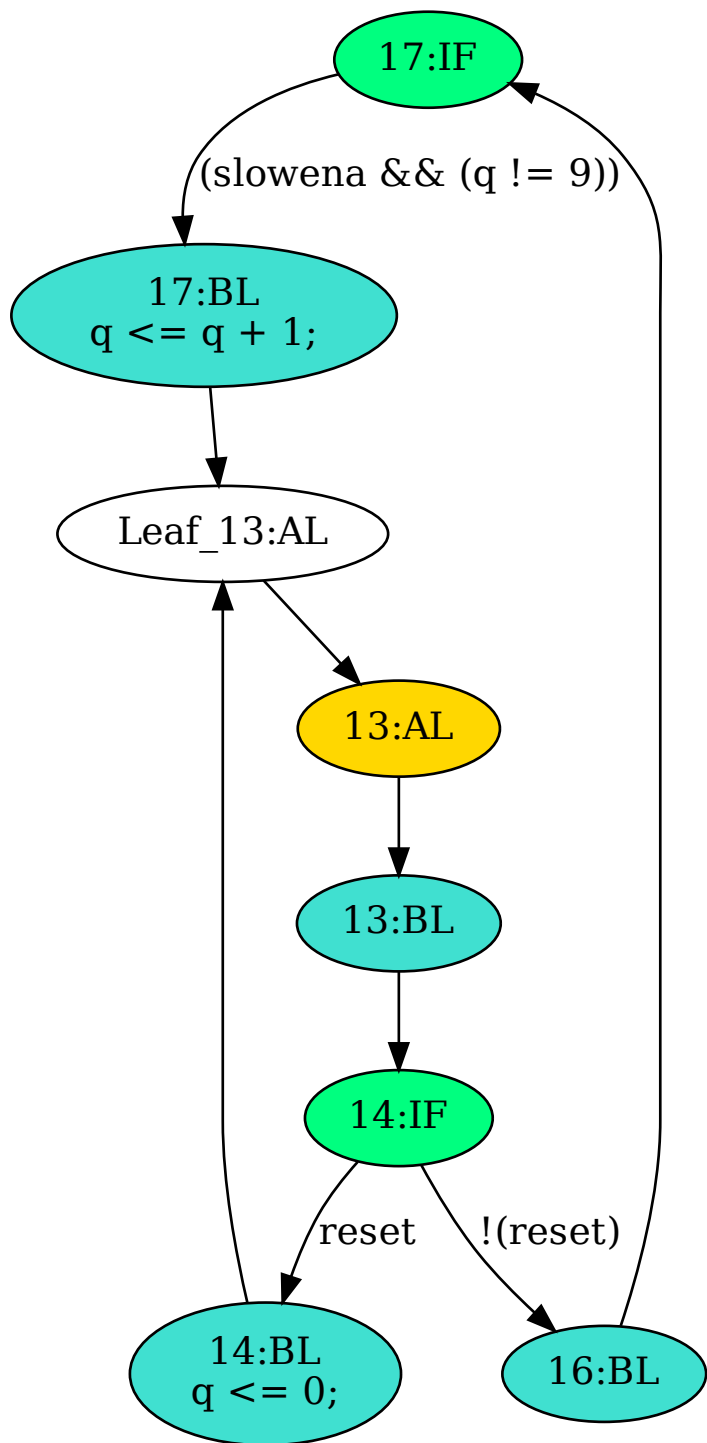 17:IF
(slowena && (q != 9))
17:BL
q <= q + 1;
Leaf_13:AL
13:AL
13:BL
14:IF
reset
!(reset)
14:BL
q <= 0;
16:BL